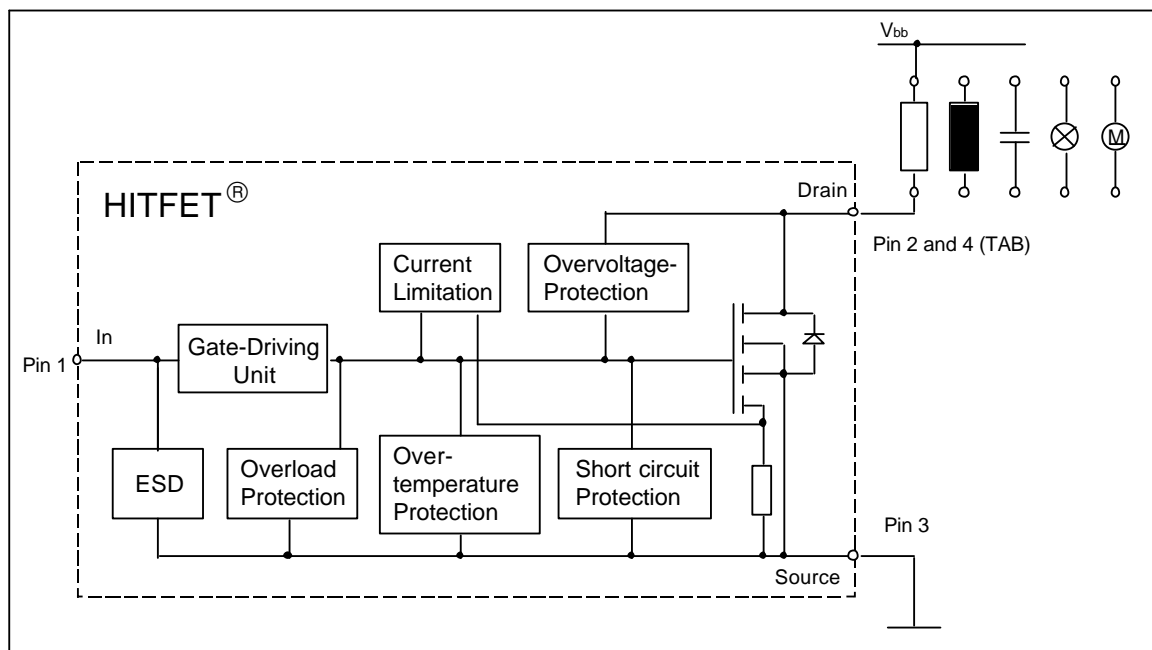 Vbb
HITFET ®
Drain
Pin 2 and 4 (TAB)
Current
Limitation
Overvoltage-
Protection
In
Pin 1
Gate-Driving
Unit
M
ESD
Overload
Protection
Over-
temperature
Protection
Short circuit
Protection
Pin 3
Source